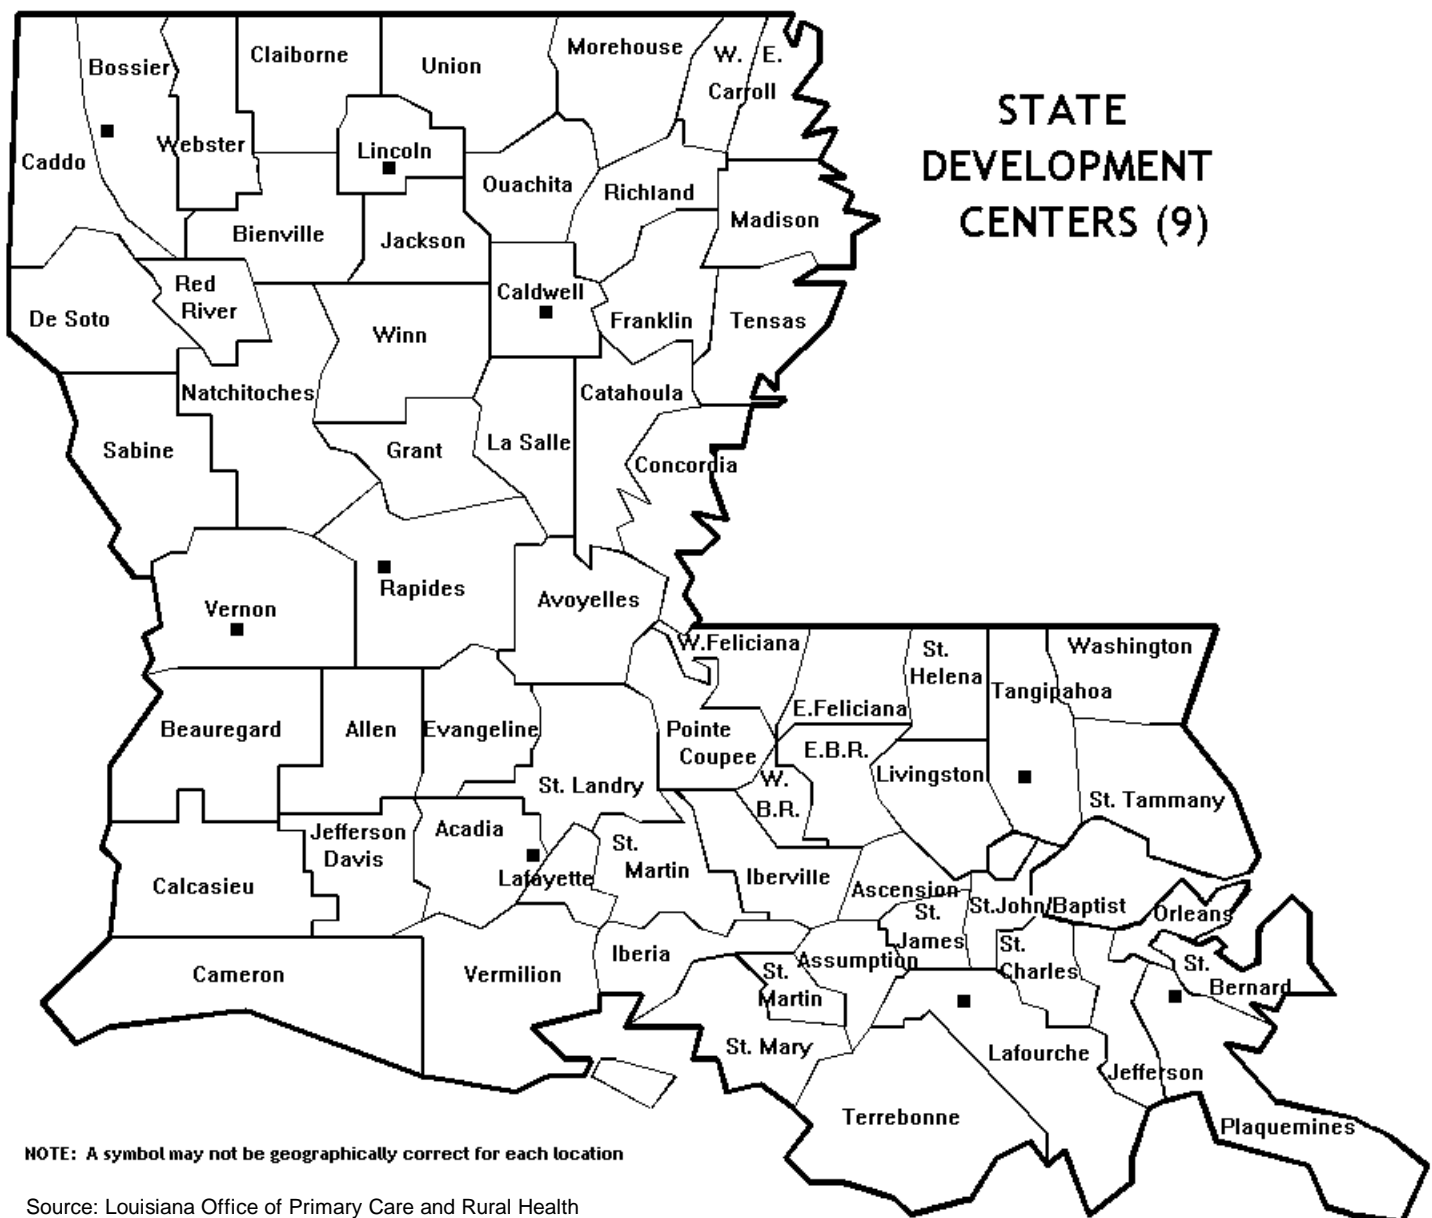 STATE
DEVELOPMENT
CENTERS (9)
Morehouse
W. E.
Carroll
Claiborne
Union
Bossier
Webster
Lincoln
Caddo
Ouachita
Richland
Madison
Bienville
Jackson
Red
River
Caldwell
De Soto
Winn
Franklin
Tensas
Natchitoches
Catahoula
Sabine
Grant
La Salle
Concordia
Rapides
Vernon
Avoyelles
W.Feliciana
St.
Helena
Washington
Tangipahoa
E.Feliciana
Beauregard
Allen
Evangeline
Pointe
Coupee
E.B.R.
W.
B.R.
Livingston
St. Landry
St. Tammany
Jefferson
Davis
Acadia
St.
Martin
Lafayette
Iberville
Calcasieu
Ascension
St.
James
St.John/Baptist
Orleans
Iberia
Assumption
St.
Charles
St.
Bernard
Cameron
Vermilion
St.
Martin
St. Mary
Lafourche
Jefferson
Terrebonne
Plaquemines
NOTE: A symbol may not be geographically correct for each location
Source: Louisiana Office of Primary Care and Rural Health